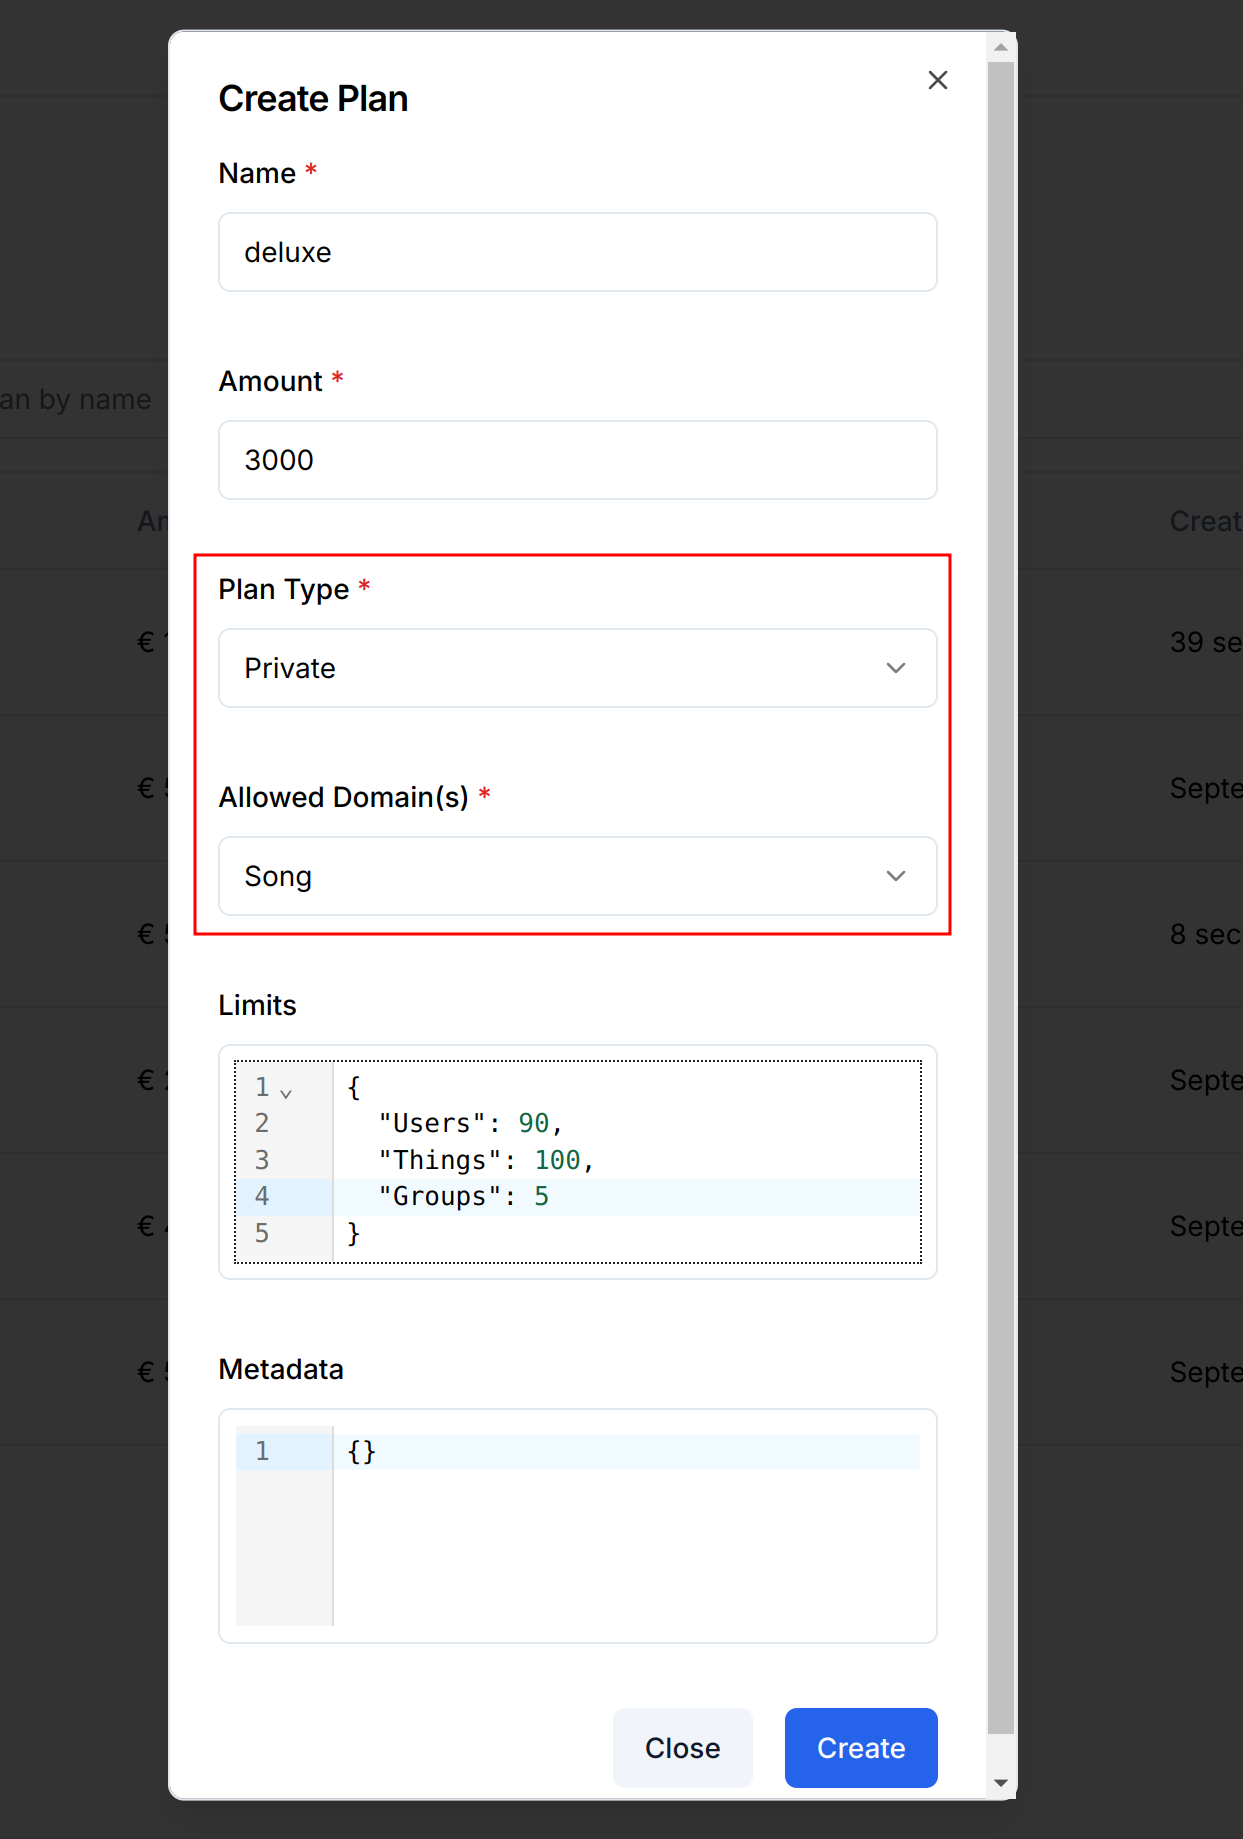 Create Plan
Name *
deluxe
Amount *
an by name
3000
Creat
Plan Type *
€
39 se
Private
€
Septe
Allowed Domain(s) *
Song
€
8 sec
Limits
1 {
2 "Users": 90,
€
Septe
3 "Things": 100,
4 "Groups": 5
€
Septe
5 }
Metadata
€
Septe
1 {}
Close Create